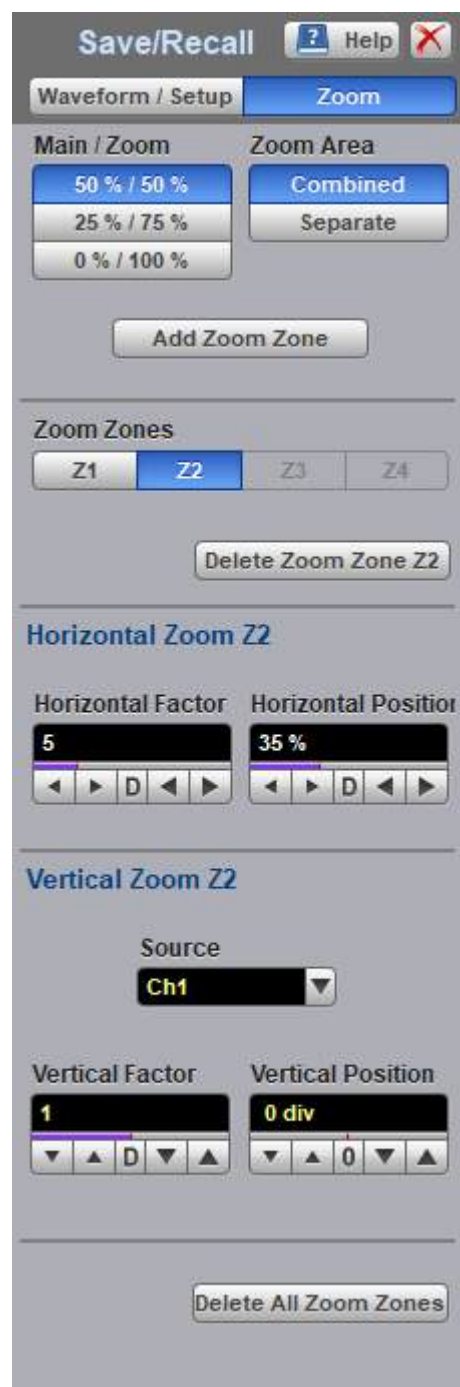 Save/Recall ? Help
Waveform / Setup Zoom
Main / Zoom Zoom Area
50 % / 50 % Combined
25 % / 75 % Separate
0 % / 100 %
Add Zoom Zone
Zoom Zones
Z1 Z2 Z3 Z4
Delete Zoom Zone Z2
Horizontal Zoom Z2
Horizontal Factor Horizontal Position
5 35 %
D D
Vertical Zoom Z2
Source
Ch1
Vertical Factor Vertical Position
1 0 div
D 0
Delete All Zoom Zones